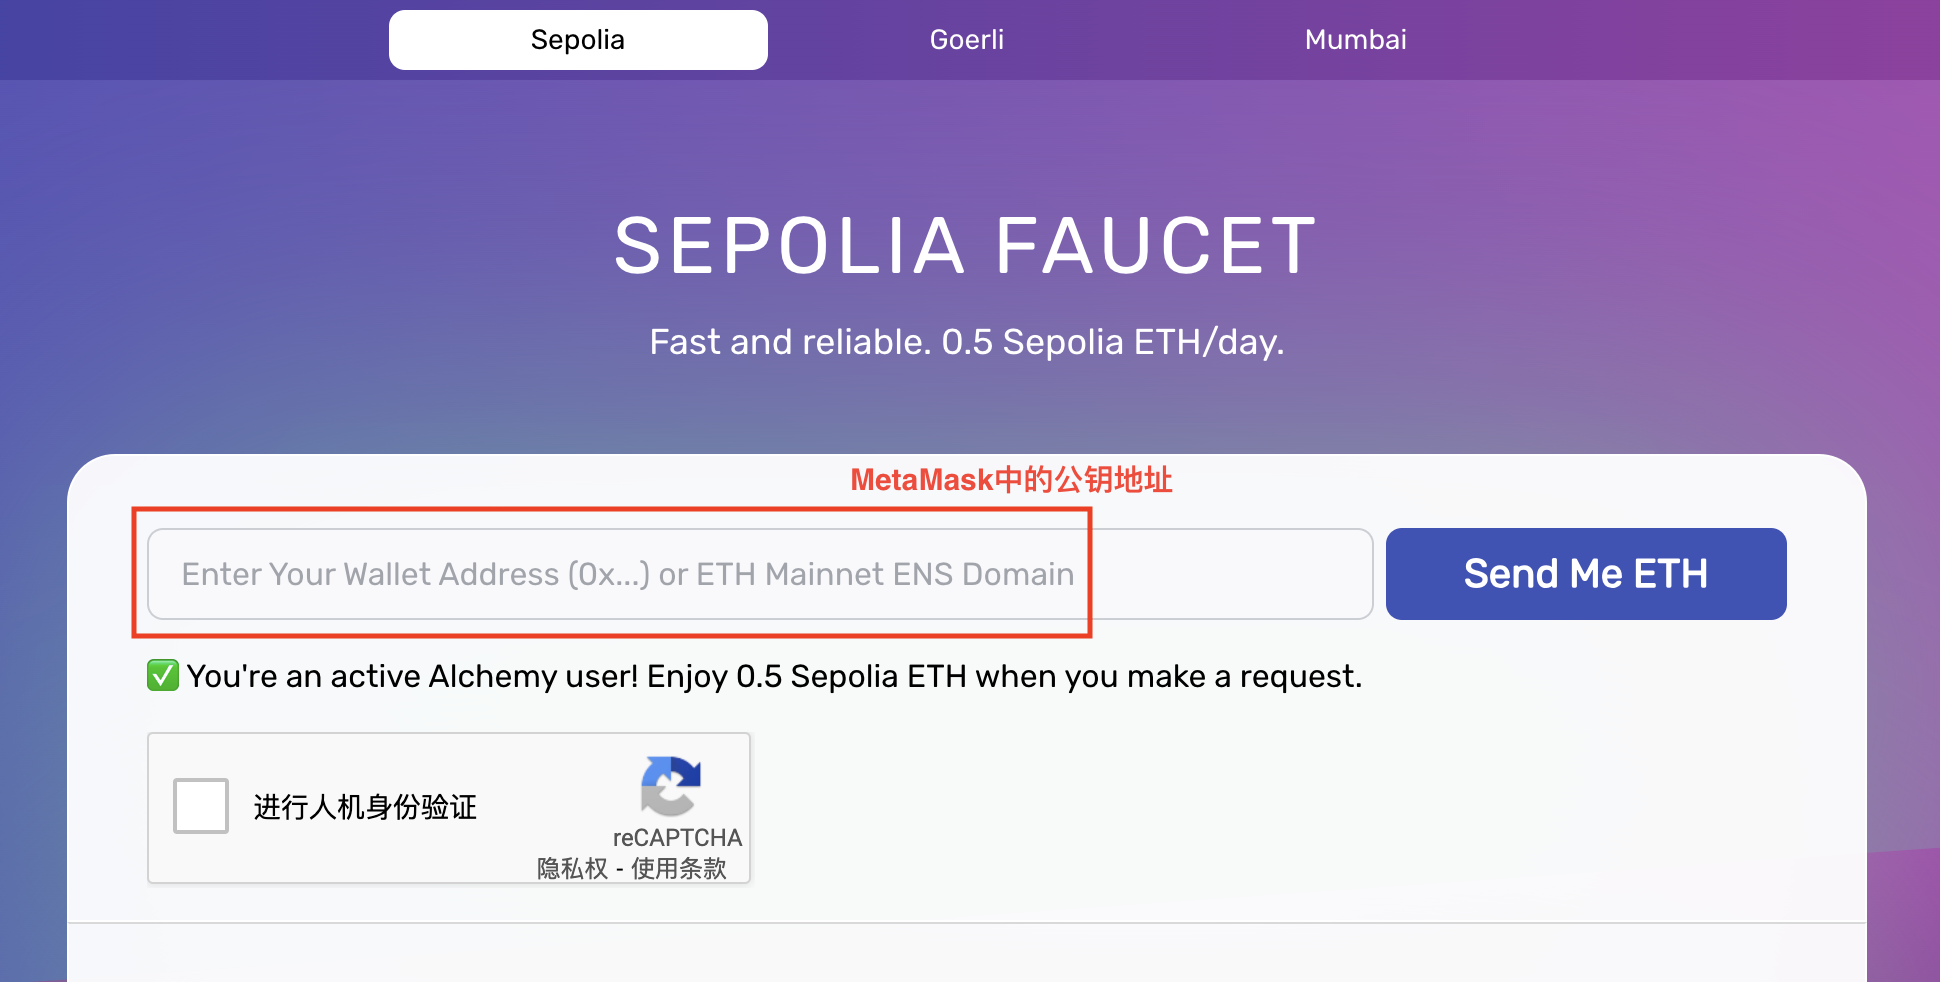 Sepolia
Goerli
Mumbai
SEPOLIA FAUCET
Fast and reliable. 0.5 Sepolia ETH/day.
MetaMask中的公钥地址
Enter Your Wallet Address (0x...) or ETH Mainnet ENS Domain
Send Me ETH
✅ You're an active Alchemy user! Enjoy 0.5 Sepolia ETH when you make a request.
进行人机身份验证
reCAPTCHA
隐私权 - 使用条款